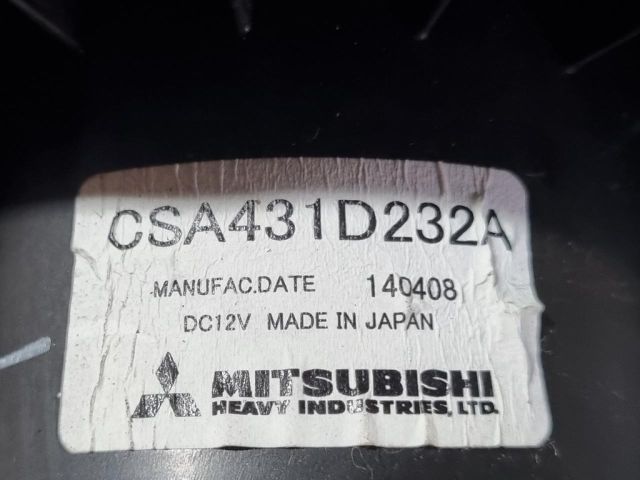 CSA431D232A
MANUFAC.DATE 140408
DC12V MADE IN JAPAN
MITSUBISHI
HEAVY INDUSTRIES, LTD.